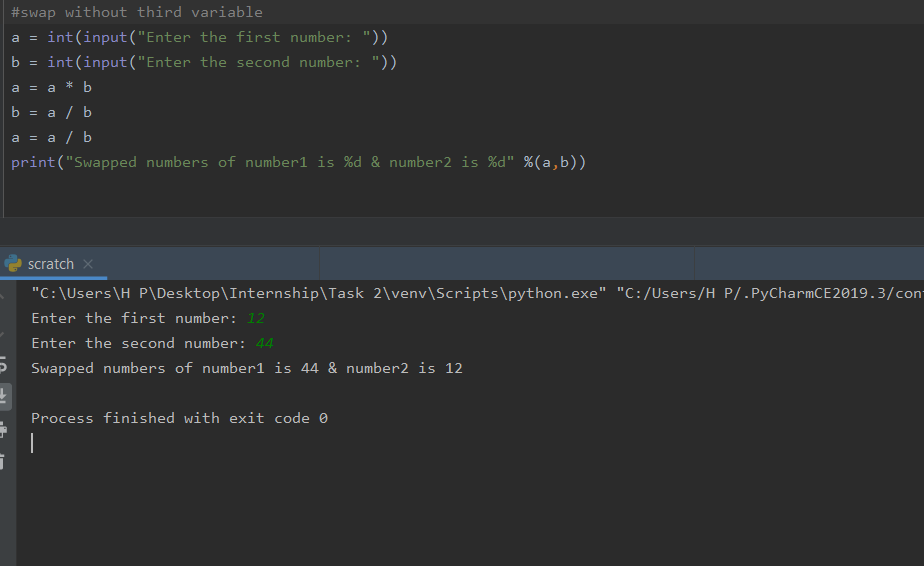 #swap without third variable
a = int(input("Enter the first number: "))
b = int(input("Enter the second number: "))
a = a * b
b = a / b
a = a / b
print("Swapped numbers of number1 is %d & number2 is %d" %(a,b))
scratch
"C:\Users\H P\Desktop\Internship\Task 2\venv\Scripts\python.exe" "C:/Users/H P/.PyCharmCE2019.3/con
Enter the first number: 12
Enter the second number: 44
Swapped numbers of number1 is 44 & number2 is 12
Process finished with exit code 0